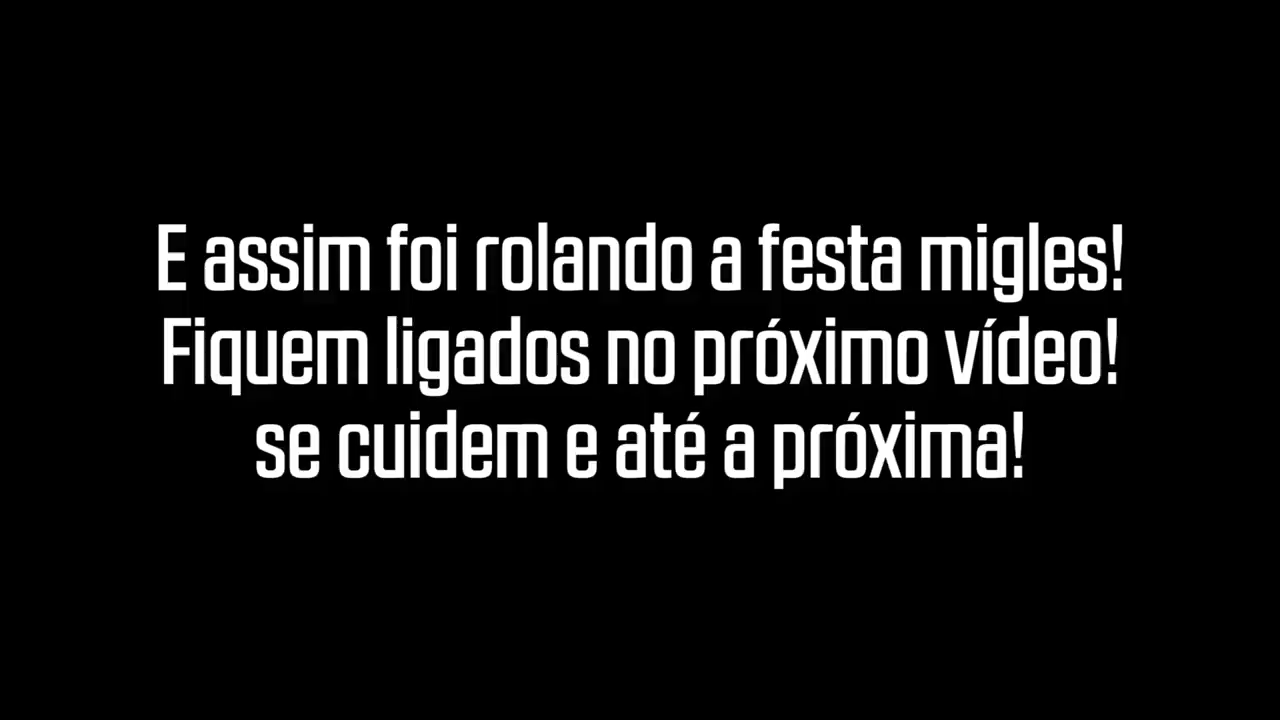 E assim foi rolando a festa migles!
Fiquem ligados no próximo vídeo!
se cuidem e até a próxima!